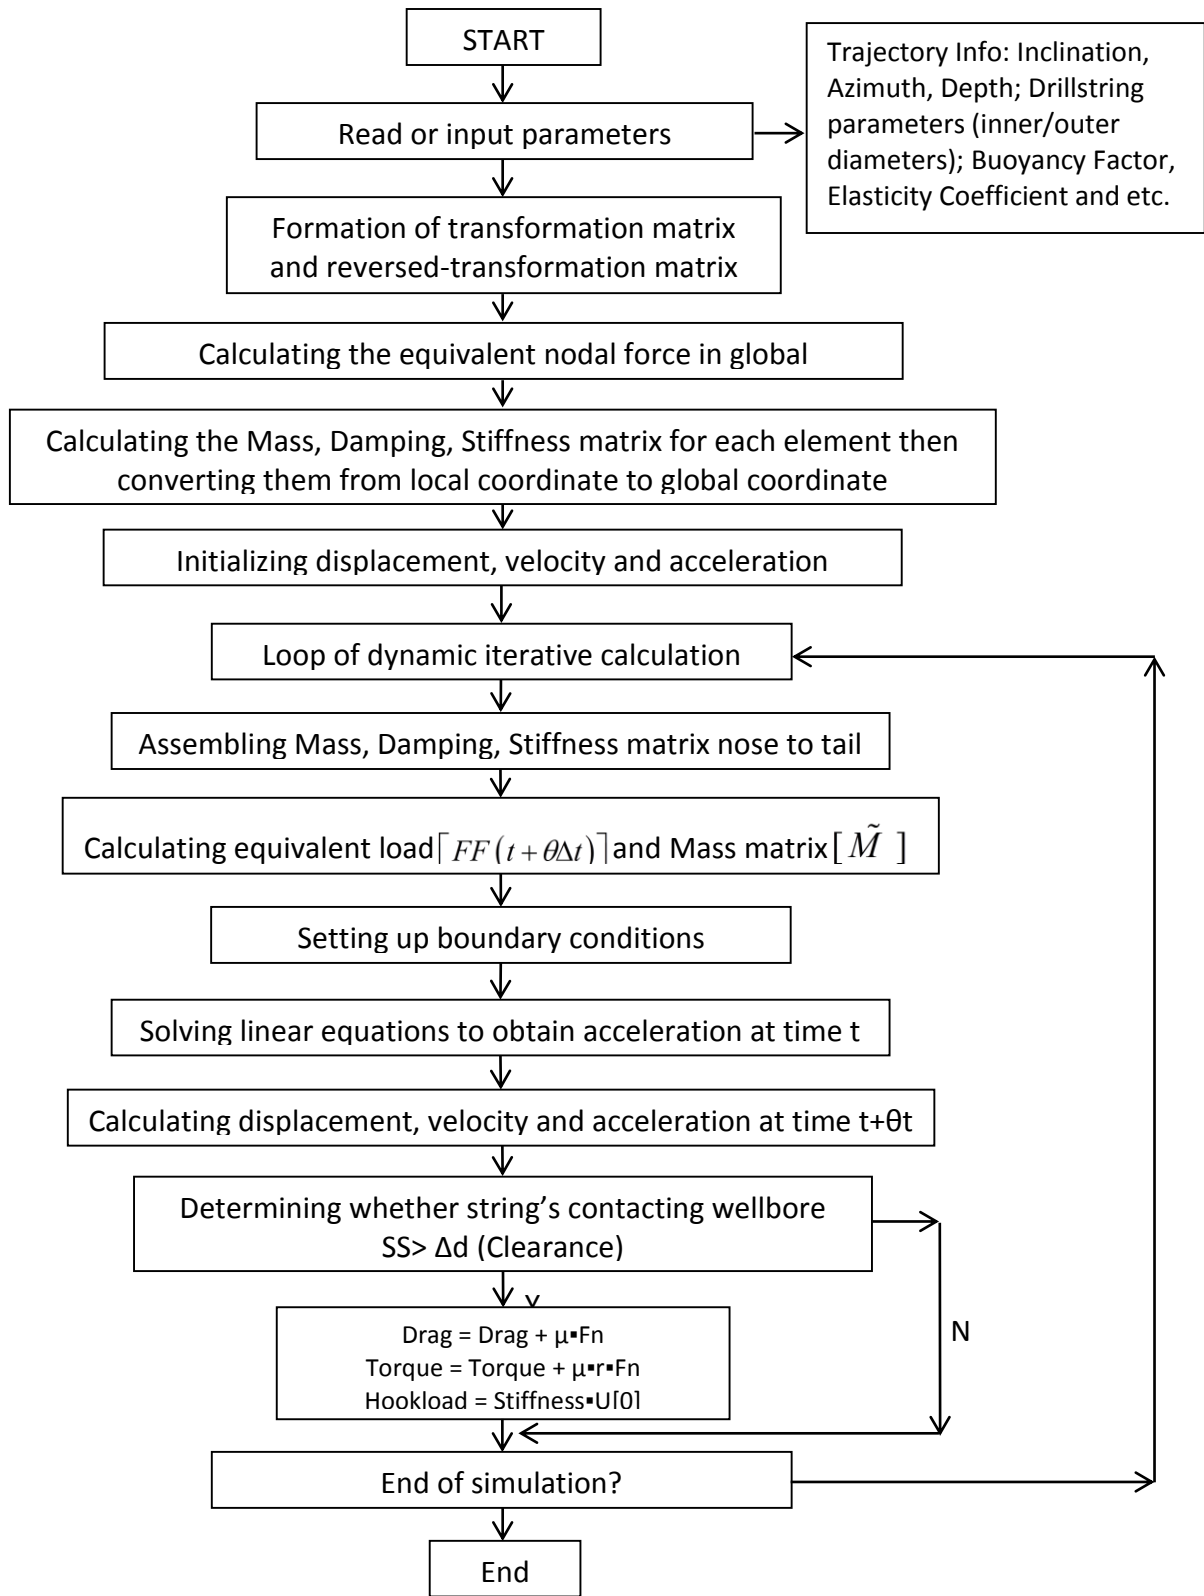 START
Trajectory Info: Inclination,
Azimuth, Depth; Drillstring
parameters (inner/outer
diameters); Buoyancy Factor,
Elasticity Coefficient and etc.
Read or input parameters
Formation of transformation matrix
and reversed-transformation matrix
Calculating the equivalent nodal force in global
Calculating the Mass, Damping, Stiffness matrix for each element then
converting them from local coordinate to global coordinate
Initializing displacement, velocity and acceleration
Loop of dynamic iterative calculation
Assembling Mass, Damping, Stiffness matrix nose to tail
Calculating equivalent load⌈FF(t + θΔt)⌉and Mass matrix[ M̃ ]
Setting up boundary conditions
Solving linear equations to obtain acceleration at time t
Calculating displacement, velocity and acceleration at time t+θt
Determining whether string’s contacting wellbore
SS> Δd (Clearance)
N
Drag = Drag + μ▪Fn
Torque = Torque + μ▪r▪Fn
Hookload = Stiffness▪U[0]
End of simulation?
End